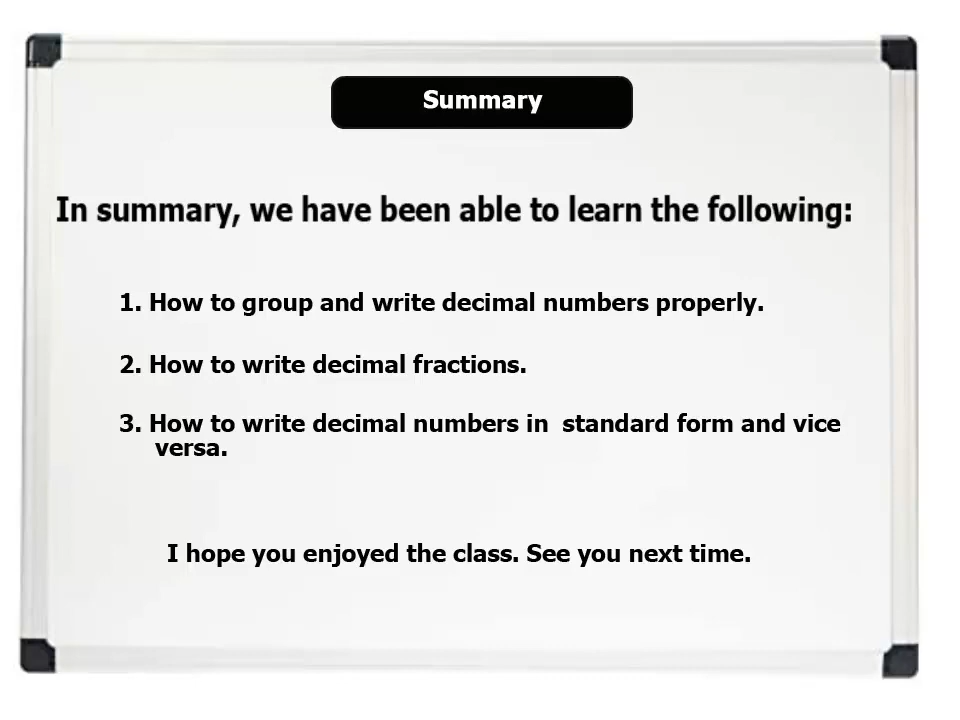 Summary
In summary, we have been able to learn the following:
1. How to group and write decimal numbers properly.
2. How to write decimal fractions.
3. How to write decimal numbers in  standard form and vice
versa.
I hope you enjoyed the class. See you next time.